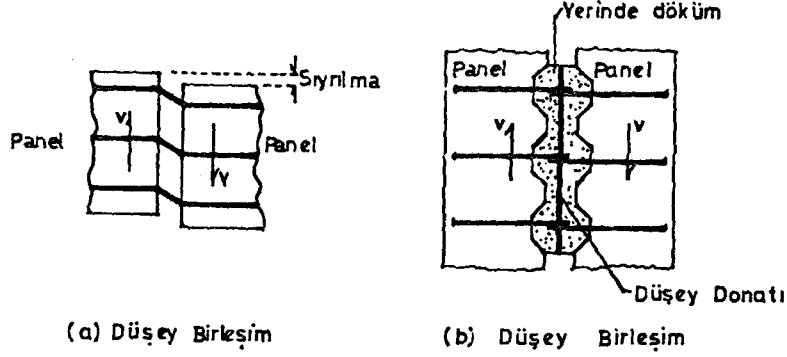 Sıyrılma
Panel
Panel
V
V
(a) Düşey Birleşim
Yerinde döküm
Panel
Panel
V
V
Düşey Donatı
(b) Düşey Birleşim